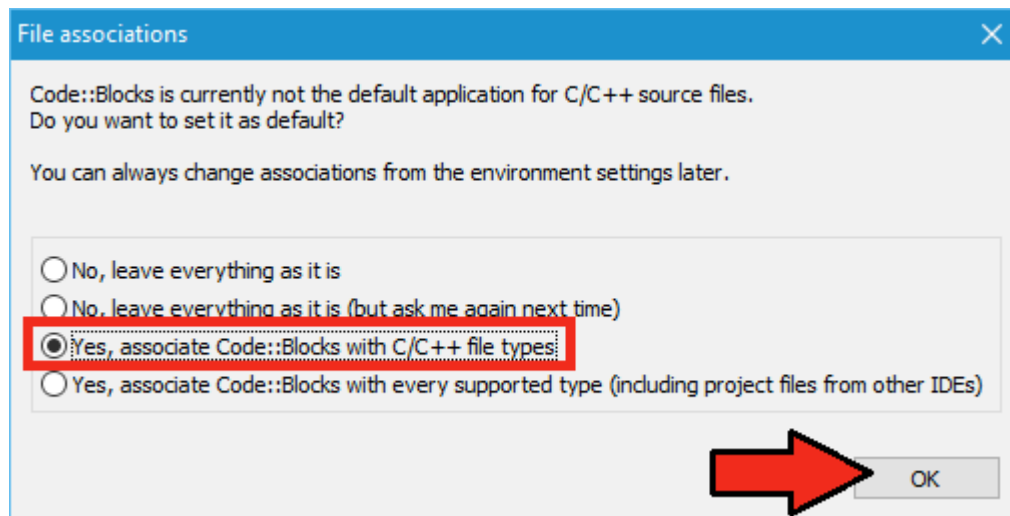 File associations
Code::Blocks is currently not the default application for C/C++ source files.
Do you want to set it as default?
You can always change associations from the environment settings later.
No, leave everything as it is
No, leave everything as it is (but ask me again next time)
Yes, associate Code::Blocks with C/C++ file types
Yes, associate Code::Blocks with every supported type (including project files from other IDEs)
OK